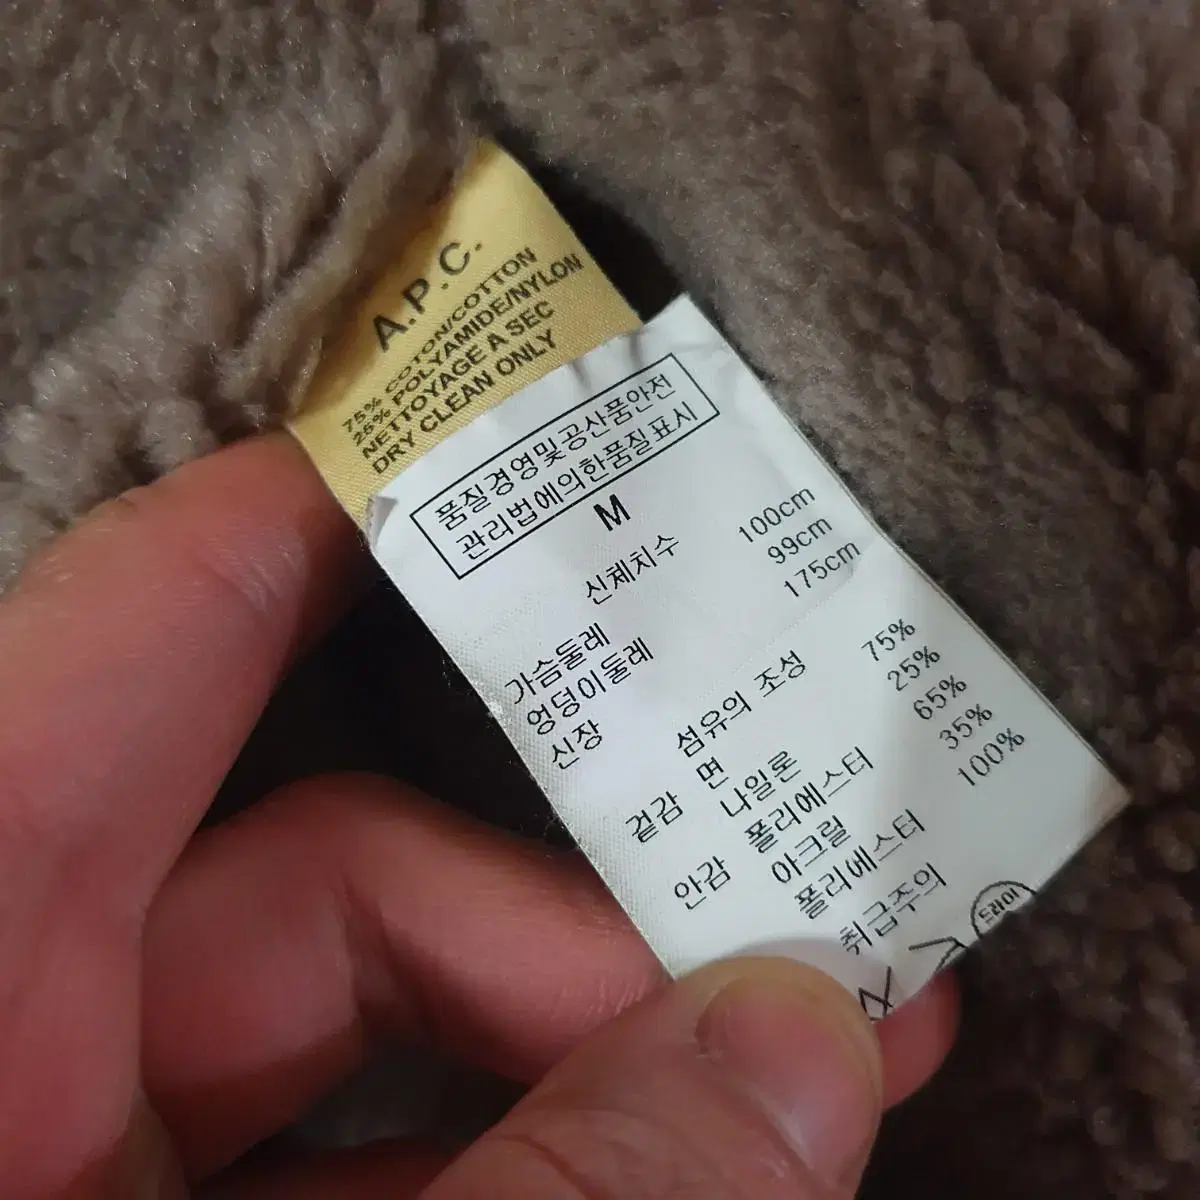 A.P.C.
75% COTON/COTTON
25% POLYAMIDE/NYLON
NETTOYAGE A SEC
DRY CLEAN ONLY
품질경영및공산품안전
관리법에의한품질표시
M
신체치수
가슴둘레 100cm
엉덩이둘레 99cm
신장 175cm
섬유의 조성
겉감 면 75%
나일론 25%
안감 폴리에스터 65%
아크릴 35%
폴리에스터 100%
취급주의